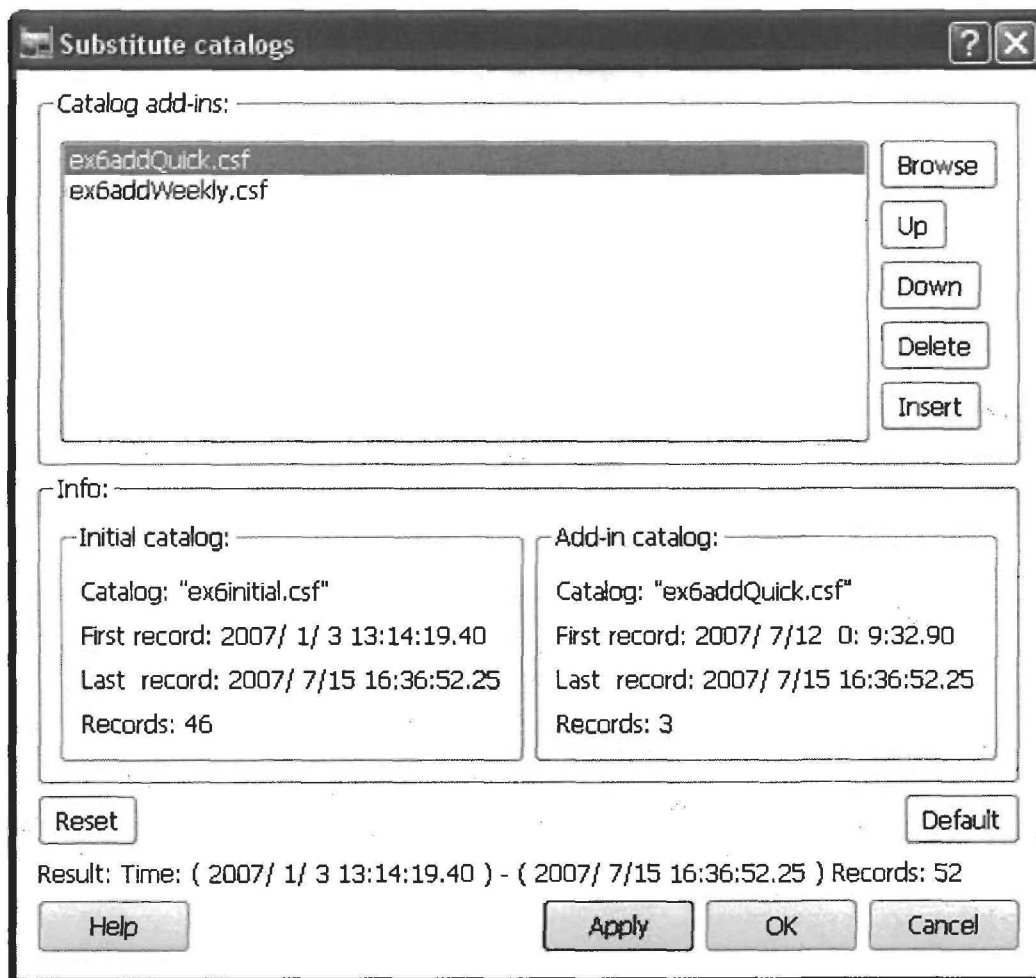 Substitute catalogs
Catalog add-ins:
ex6addQuick.csf
ex6addWeekly.csf
Browse
Up
Down
Delete
Insert
Info:
Initial catalog:
Catalog: "ex6initial.csf"
First record: 2007/ 1/ 3 13:14:19.40
Last record: 2007/ 7/15 16:36:52.25
Records: 46
Add-in catalog:
Catalog: "ex6addQuick.csf"
First record: 2007/ 7/12 0: 9:32.90
Last record: 2007/ 7/15 16:36:52.25
Records: 3
Reset
Default
Result: Time: ( 2007/ 1/ 3 13:14:19.40 ) - ( 2007/ 7/15 16:36:52.25 ) Records: 52
Help
Apply
OK
Cancel